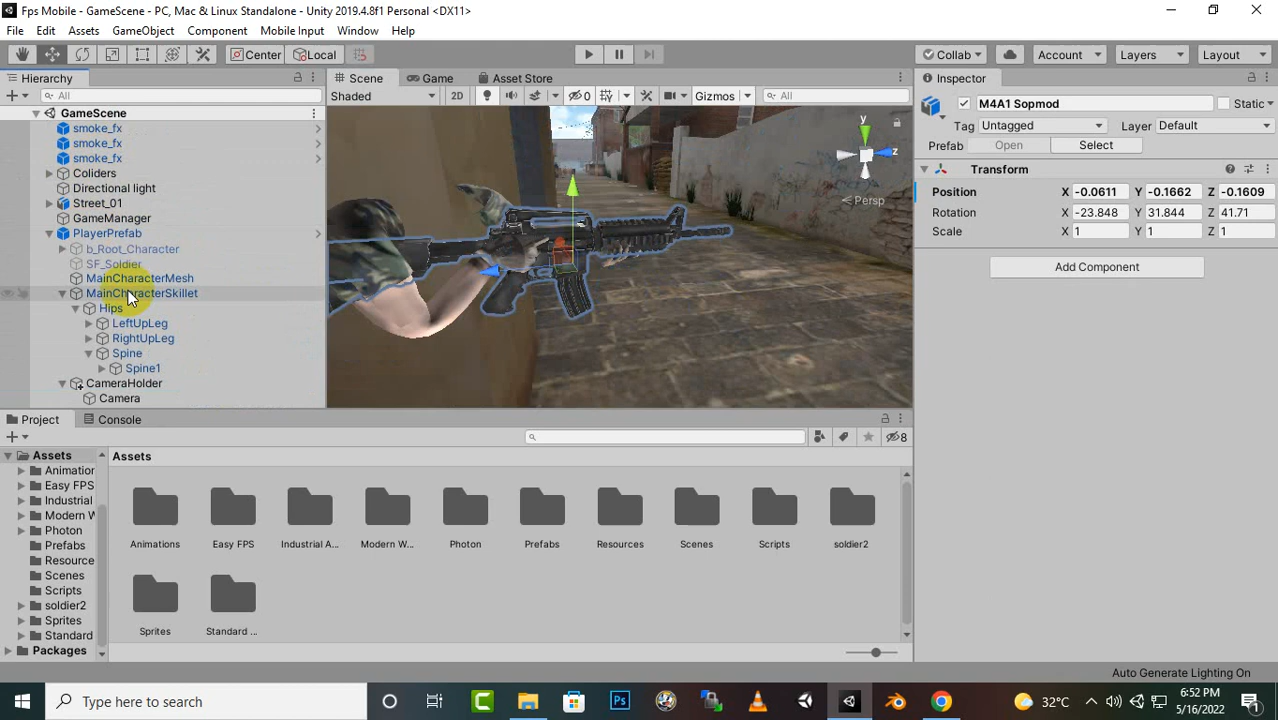 Fps Mobile - GameScene - PC, Mac & Linux Standalone - Unity 2019.4.8f1 Personal <DX11>
File Edit Assets GameObject Component Mobile Input Window Help
Center Local Collab Account Layers Layout
Hierarchy
All
GameScene
smoke_fx
smoke_fx
smoke_fx
Coliders
Directional light
Street_01
GameManager
PlayerPrefab
b_Root_Character
SF_Soldier
MainCharacterMesh
MainCharacterSkillet
Hips
LeftUpLeg
RightUpLeg
Spine
Spine1
CameraHolder
Camera
Scene Game Asset Store
Shaded 2D 0 Gizmos All
y
z
Persp
Inspector
M4A1 Sopmod Static
Tag Untagged Layer Default
Prefab Open Select
Transform
Position X -0.0611 Y -0.1662 Z -0.1609
Rotation X -23.848 Y 31.844 Z 41.71
Scale X 1 Y 1 Z 1
Add Component
Project Console
8
Assets
Animation
Easy FPS
Industrial
Modern W
Photon
Prefabs
Resource
Scenes
Scripts
soldier2
Sprites
Standard
Packages
Assets
Animations Easy FPS Industrial A... Modern W... Photon Prefabs Resources Scenes Scripts soldier2
Sprites Standard ...
Auto Generate Lighting On
Type here to search
Ps
32°C
6:52 PM
5/16/2022
1